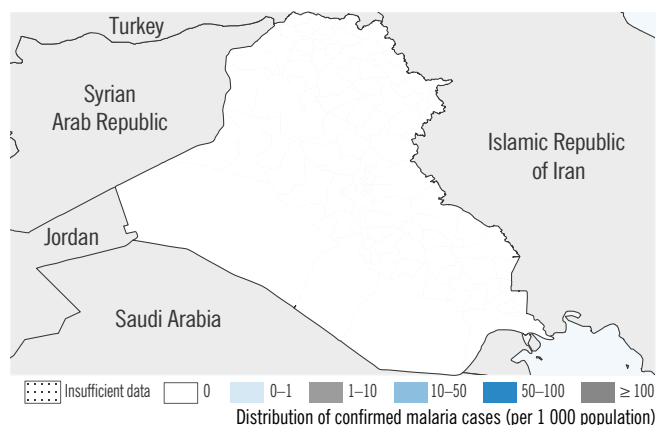 Turkey
Syrian
Arab Republic
Islamic Republic
of Iran
Jordan
Saudi Arabia
Insufficient data 0 0–1 1–10 10–50 50–100 ≥ 100
Distribution of confirmed malaria cases (per 1 000 population)